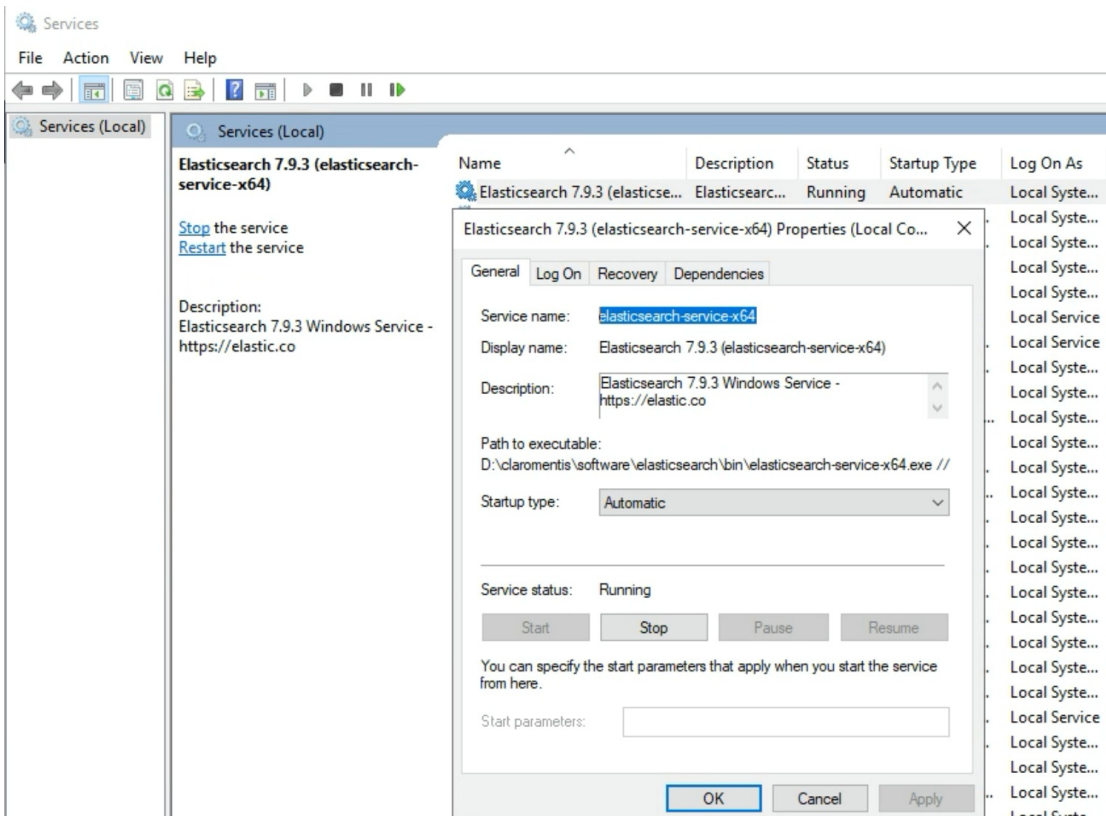 Services
File Action View Help
Services (Local)
Services (Local)
Elasticsearch 7.9.3 (elasticsearch-
service-x64)
Stop the service
Restart the service
Description:
Elasticsearch 7.9.3 Windows Service -
https://elastic.co
Name Description Status Startup Type Log On As
Elasticsearch 7.9.3 (elasticse... Elasticsearc... Running Automatic Local Syste...
Local Syste...
Local Syste...
Local Syste...
Local Syste...
Local Service
Local Service
Local Syste...
Local Syste...
Local Syste...
Local Syste...
Local Syste...
Local Syste...
Local Syste...
Local Syste...
Local Syste...
Local Syste...
Local Syste...
Local Syste...
Local Syste...
Local Syste...
Local Service
Local Syste...
Local Syste...
Local Syste...
Elasticsearch 7.9.3 (elasticsearch-service-x64) Properties (Local Co...
General Log On Recovery Dependencies
Service name: elasticsearch-service-x64
Display name: Elasticsearch 7.9.3 (elasticsearch-service-x64)
Description: Elasticsearch 7.9.3 Windows Service -
https://elastic.co
Path to executable:
D:\claromentis\software\elasticsearch\bin\elasticsearch-service-x64.exe //
Startup type: Automatic
Service status: Running
Start Stop Pause Resume
You can specify the start parameters that apply when you start the service
from here.
Start parameters:
OK Cancel Apply